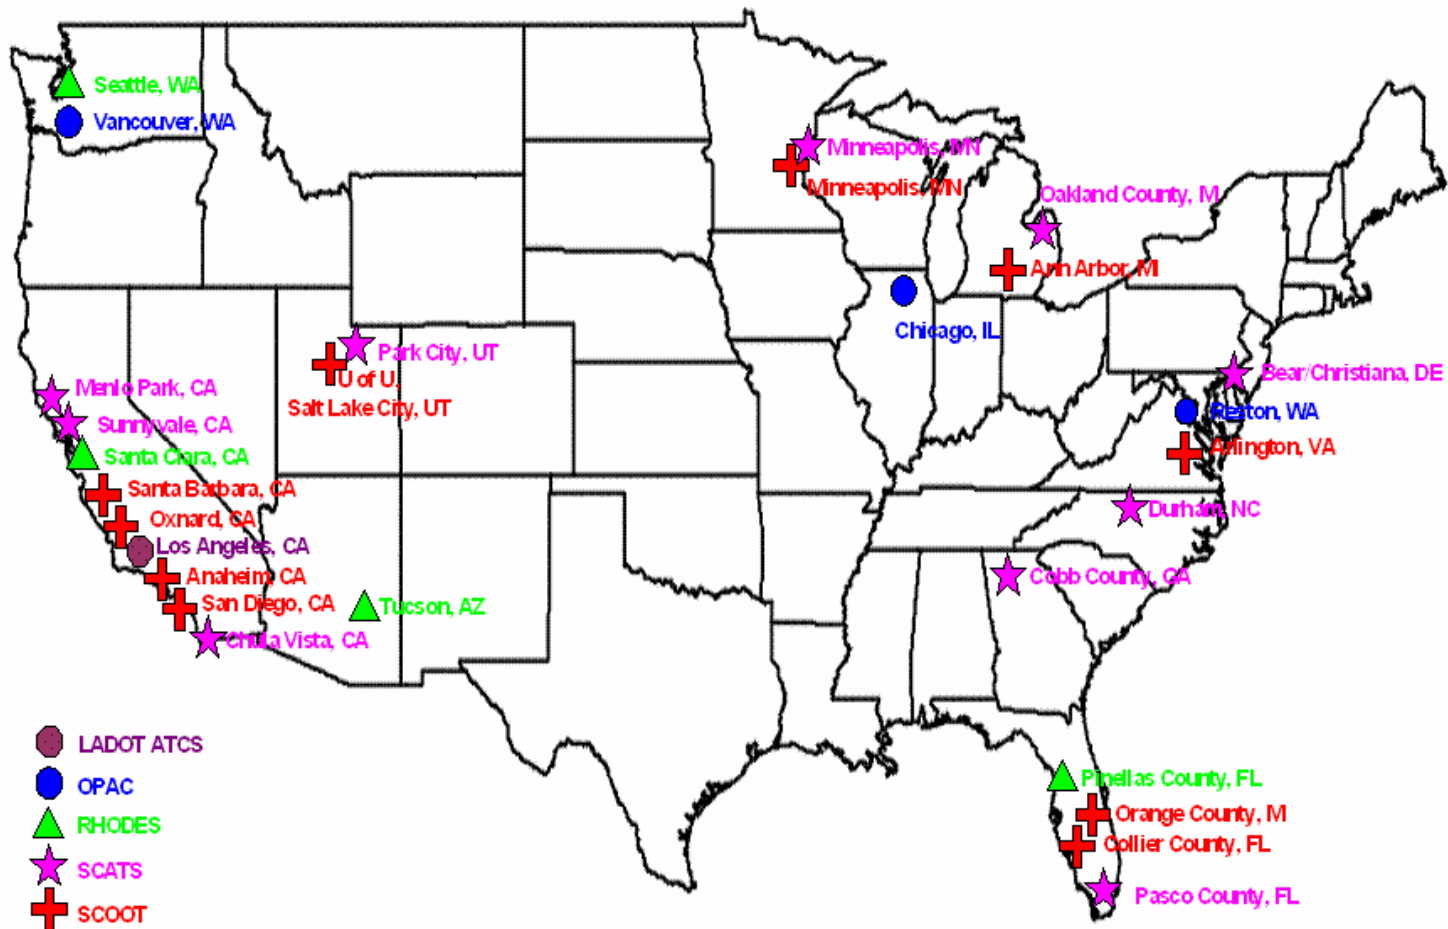 Seattle, WA
Vancouver, WA
Minneapolis, MN
Minneapolis, MN
Oakland County, M
Ann Arbor, MI
Chicago, IL
Park City, UT
U of U,
Salt Lake City, UT
Bear/Christiana, DE
Reston, WA
Arlington, VA
Durham, NC
Cobb County, GA
Menlo Park, CA
Sunnyvale, CA
Santa Clara, CA
Santa Barbara, CA
Oxnard, CA
Los Angeles, CA
Anaheim, CA
San Diego, CA
Chula Vista, CA
Tucson, AZ
Pinellas County, FL
Orange County, M
Collier County, FL
Pasco County, FL
LADOT ATCS
OPAC
RHODES
SCATS
SCOOT